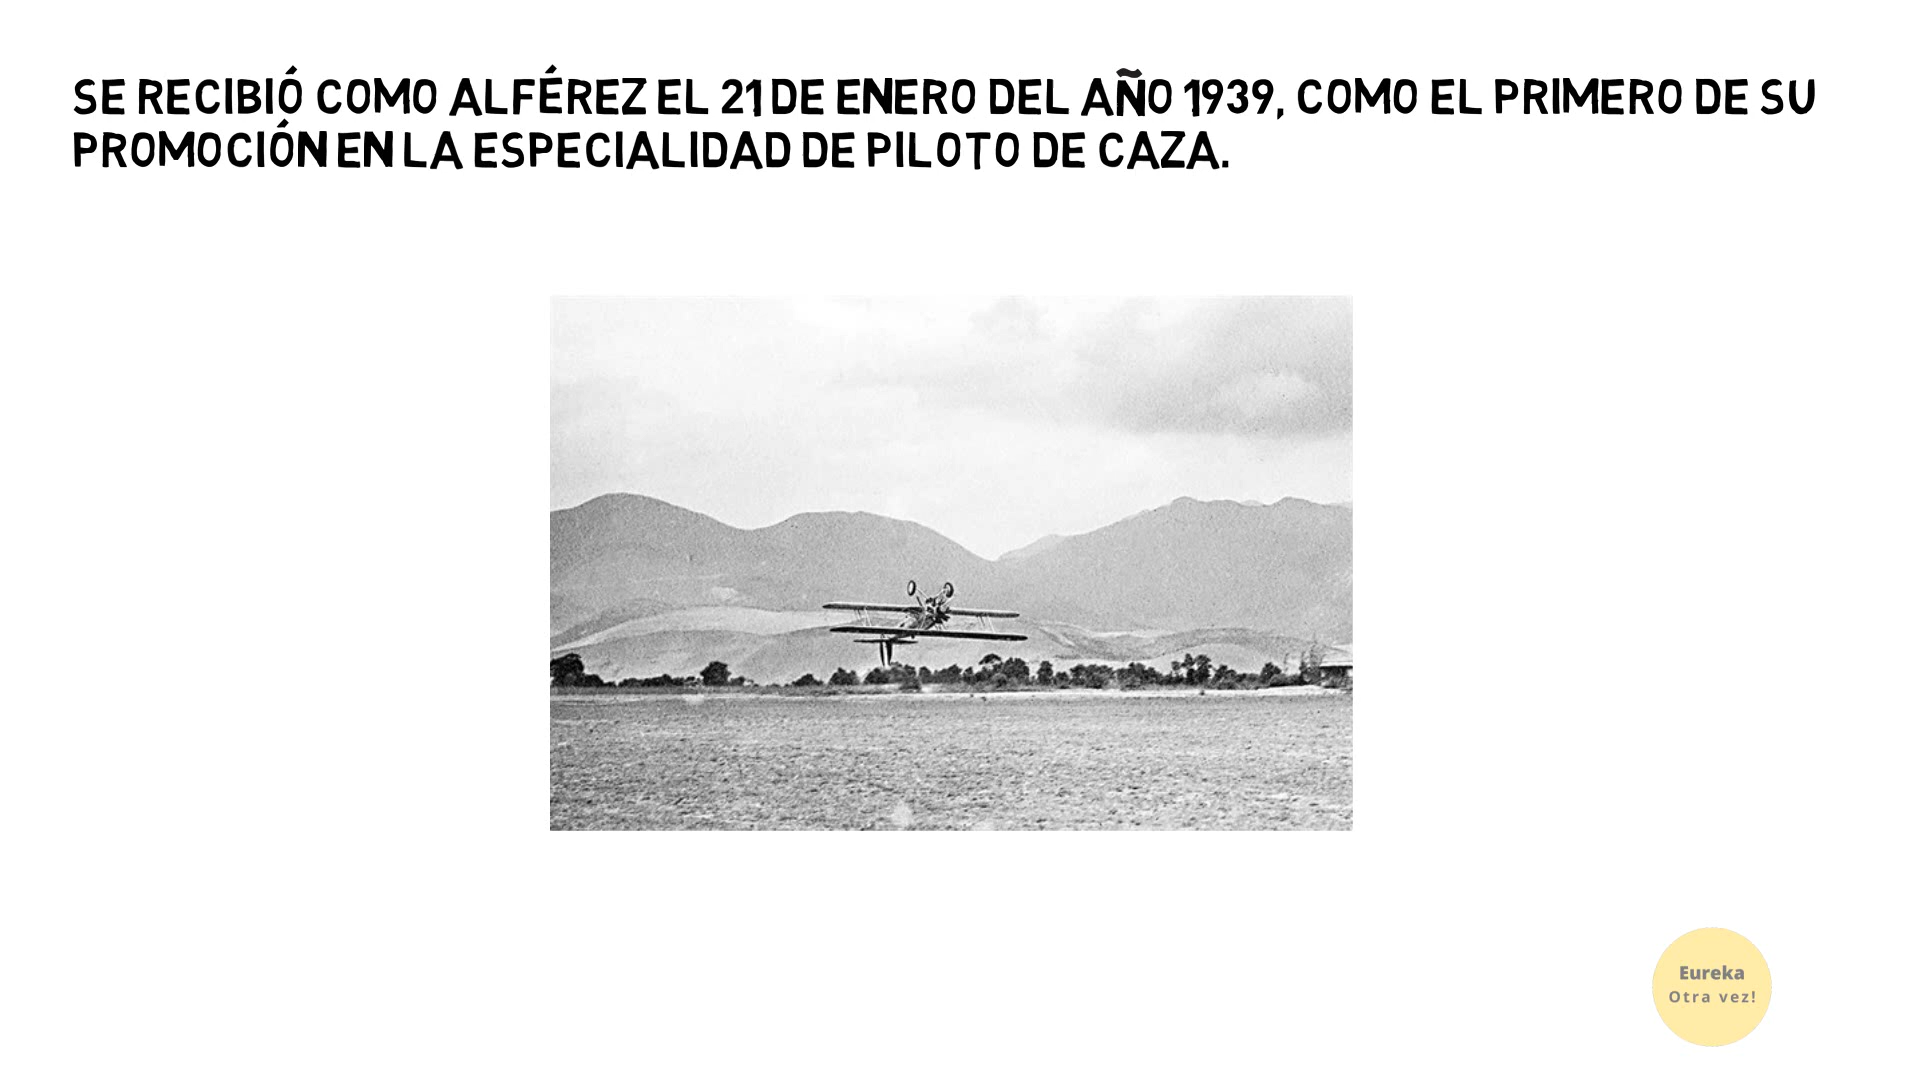 SE RECIBIÓ COMO ALFÉREZ EL 21 DE ENERO DEL AÑO 1939, COMO EL PRIMERO DE SU
PROMOCIÓN EN LA ESPECIALIDAD DE PILOTO DE CAZA.
Eureka
Otra vez!